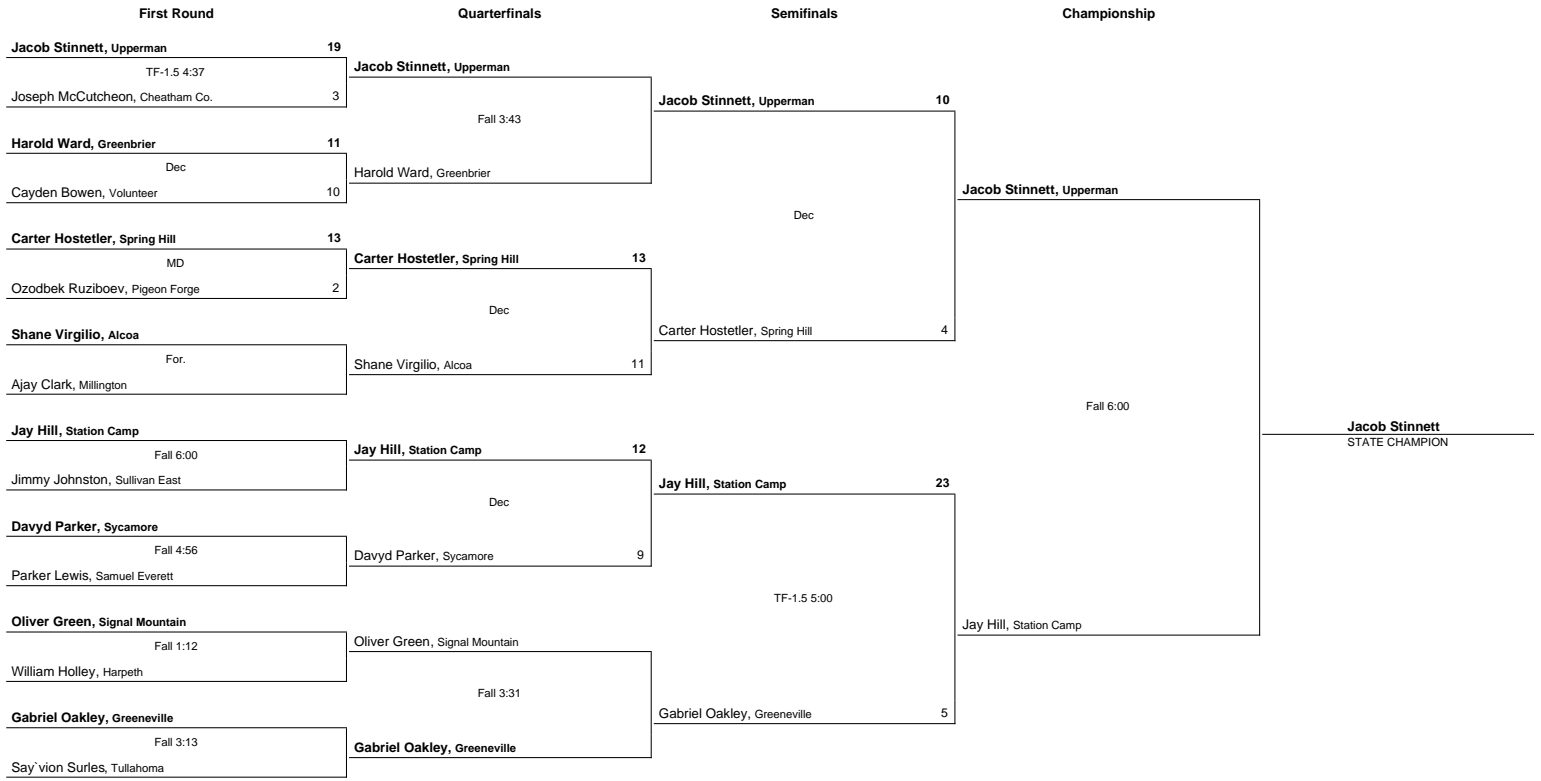 First Round
Quarterfinals
Semifinals
Championship
Jacob Stinnett, Upperman 19
TF-1.5 4:37
Joseph McCutcheon, Cheatham Co. 3
Harold Ward, Greenbrier 11
Dec
Cayden Bowen, Volunteer 10
Carter Hostetler, Spring Hill 13
MD
Ozodbek Ruziboev, Pigeon Forge 2
Shane Virgilio, Alcoa
For.
Ajay Clark, Millington
Jay Hill, Station Camp
Fall 6:00
Jimmy Johnston, Sullivan East
Davyd Parker, Sycamore
Fall 4:56
Parker Lewis, Samuel Everett
Oliver Green, Signal Mountain
Fall 1:12
William Holley, Harpeth
Gabriel Oakley, Greeneville
Fall 3:13
Say`vion Surles, Tullahoma
Jacob Stinnett, Upperman
Fall 3:43
Harold Ward, Greenbrier
Carter Hostetler, Spring Hill 13
Dec
Shane Virgilio, Alcoa 11
Jay Hill, Station Camp 12
Dec
Davyd Parker, Sycamore 9
Oliver Green, Signal Mountain
Fall 3:31
Gabriel Oakley, Greeneville
Jacob Stinnett, Upperman 10
Dec
Carter Hostetler, Spring Hill 4
Jay Hill, Station Camp 23
TF-1.5 5:00
Gabriel Oakley, Greeneville 5
Jacob Stinnett, Upperman
Fall 6:00
Jay Hill, Station Camp
Jacob Stinnett
STATE CHAMPION